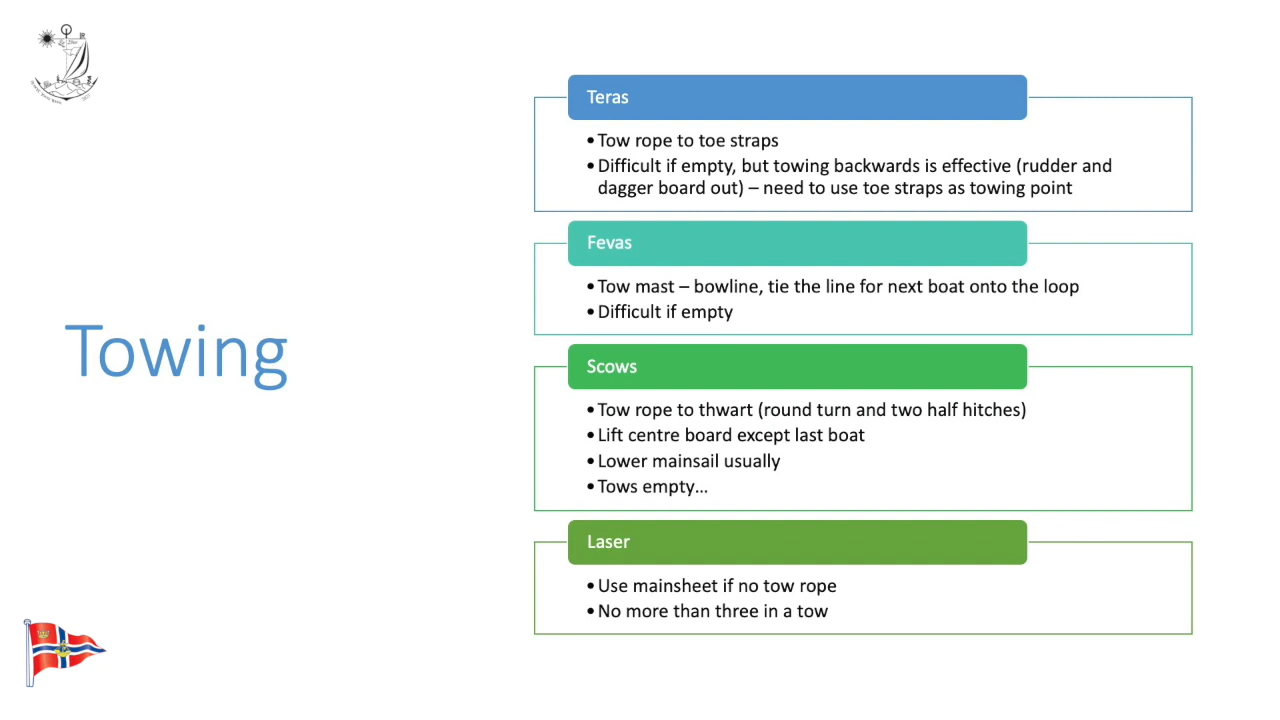 Towing
Teras
•Tow rope to toe straps
•Difficult if empty, but towing backwards is effective (rudder and
dagger board out) – need to use toe straps as towing point
Fevas
•Tow mast – bowline, tie the line for next boat onto the loop
•Difficult if empty
Scows
•Tow rope to thwart (round turn and two half hitches)
•Lift centre board except last boat
•Lower mainsail usually
•Tows empty…
Laser
•Use mainsheet if no tow rope
•No more than three in a tow